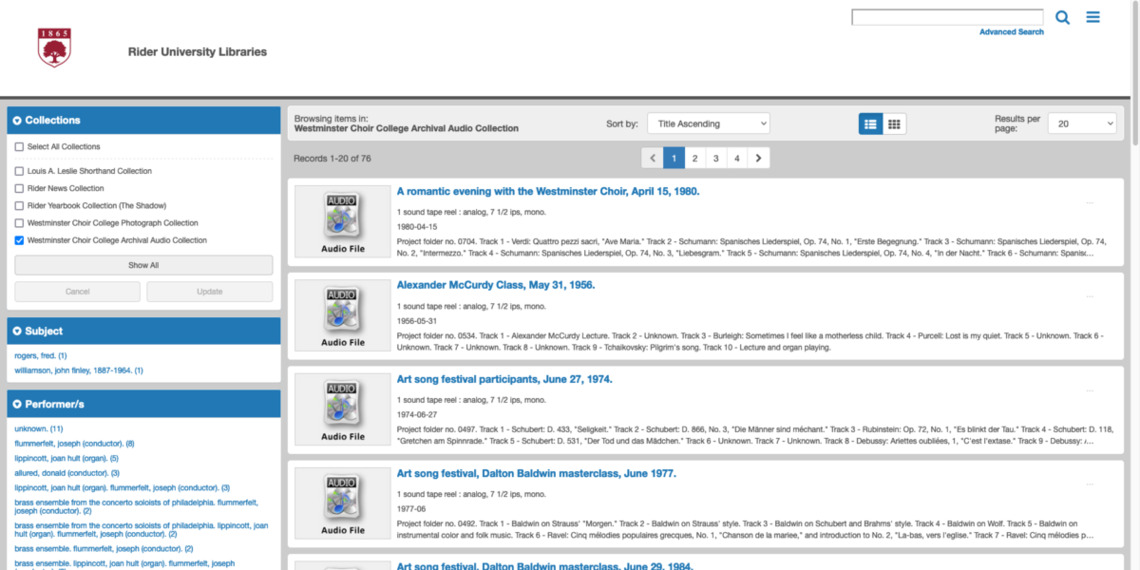 1865
Rider University Libraries
Advanced Search
Collections
Select All Collections
Louis A. Leslie Shorthand Collection
Rider News Collection
Rider Yearbook Collection (The Shadow)
Westminster Choir College Photograph Collection
Westminster Choir College Archival Audio Collection
Show All
Cancel
Update
Subject
rogers, fred. (1)
williamson, john finley, 1887-1964. (1)
Performer/s
unknown. (11)
flummerfelt, joseph (conductor). (8)
lippincott, joan hult (organ). (5)
allured, donald (conductor). (3)
lippincott, joan hult (organ). flummerfelt, joseph (conductor). (3)
brass ensemble from the concerto soloists of philadelphia. flummerfelt,
joseph (conductor). (2)
brass ensemble from the concerto soloists of philadelphia. lippincott, joan
hult (organ). flummerfelt, joseph (conductor). (2)
brass ensemble. flummerfelt, joseph (conductor). (2)
brass ensemble. lippincott, joan hult (organ). flummerfelt, joseph
Browsing items in:
Westminster Choir College Archival Audio Collection
Sort by:
Title Ascending
Results per
page:
20
Records 1-20 of 76
1
2
3
4
AUDIO
Audio File
A romantic evening with the Westminster Choir, April 15, 1980.
1 sound tape reel : analog, 7 1/2 ips, mono.
1980-04-15
Project folder no. 0704. Track 1 - Verdi: Quattro pezzi sacri, "Ave Maria." Track 2 - Schumann: Spanisches Liederspiel, Op. 74, No. 1, "Erste Begegnung." Track 3 - Schumann: Spanisches Liederspiel, Op. 74,
No. 2, "Intermezzo." Track 4 - Schumann: Spanisches Liederspiel, Op. 74, No. 3, "Liebesgram." Track 5 - Schumann: Spanisches Liederspiel, Op. 74, No. 4, "In der Nacht." Track 6 - Schumann: Spanisc...
AUDIO
Audio File
Alexander McCurdy Class, May 31, 1956.
1 sound tape reel : analog, 7 1/2 ips, mono.
1956-05-31
Project folder no. 0534. Track 1 - Alexander McCurdy Lecture. Track 2 - Unknown. Track 3 - Burleigh: Sometimes I feel like a motherless child. Track 4 - Purcell: Lost is my quiet. Track 5 - Unknown. Track 6 -
Unknown. Track 7 - Unknown. Track 8 - Unknown. Track 9 - Tchaikovsky: Pilgrim's song. Track 10 - Lecture and organ playing.
AUDIO
Audio File
Art song festival participants, June 27, 1974.
1 sound tape reel : analog, 7 1/2 ips, mono.
1974-06-27
Project folder no. 0497. Track 1 - Schubert: D. 433, "Seligkeit." Track 2 - Schubert: D. 866, No. 3, "Die Männer sind méchant." Track 3 - Rubinstein: Op. 72, No. 1, "Es blinkt der Tau." Track 4 - Schubert: D. 118,
"Gretchen am Spinnrade." Track 5 - Schubert: D. 531, "Der Tod und das Mädchen." Track 6 - Unknown. Track 7 - Unknown. Track 8 - Debussy: Ariettes oubliées, 1, "C'est l'extase." Track 9 - Debussy:
AUDIO
Audio File
Art song festival, Dalton Baldwin masterclass, June 1977.
1 sound tape reel : analog, 7 1/2 ips, mono.
1977-06
Project folder no. 0492. Track 1 - Baldwin on Strauss' "Morgen." Track 2 - Baldwin on Strauss' style. Track 3 - Baldwin on Schubert and Brahms' style. Track 4 - Baldwin on Wolf. Track 5 - Baldwin on
instrumental color and folk music. Track 6 - Ravel: Cinq mélodies populaires grecques, No. 1, "Chanson de la mariee," and introduction to No. 2, "La-bas, vers l'eglise." Track 7 - Ravel: Cinq mélodies p...
Art song festival, Dalton Baldwin masterclass, June 29, 1984.